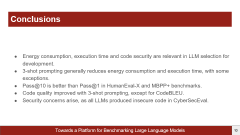 Conclusions
● Energy consumption, execution time and code security are relevant in LLM selection for
development.
● 3-shot prompting generally reduces energy consumption and execution time, with some
exceptions.
● Pass@10 is better than Pass@1 in HumanEval-X and MBPP+ benchmarks.
● Code quality improved with 3-shot prompting, except for CodeBLEU.
● Security concerns arise, as all LLMs produced insecure code in CyberSecEval.
Towards a Platform for Benchmarking Large Language Models